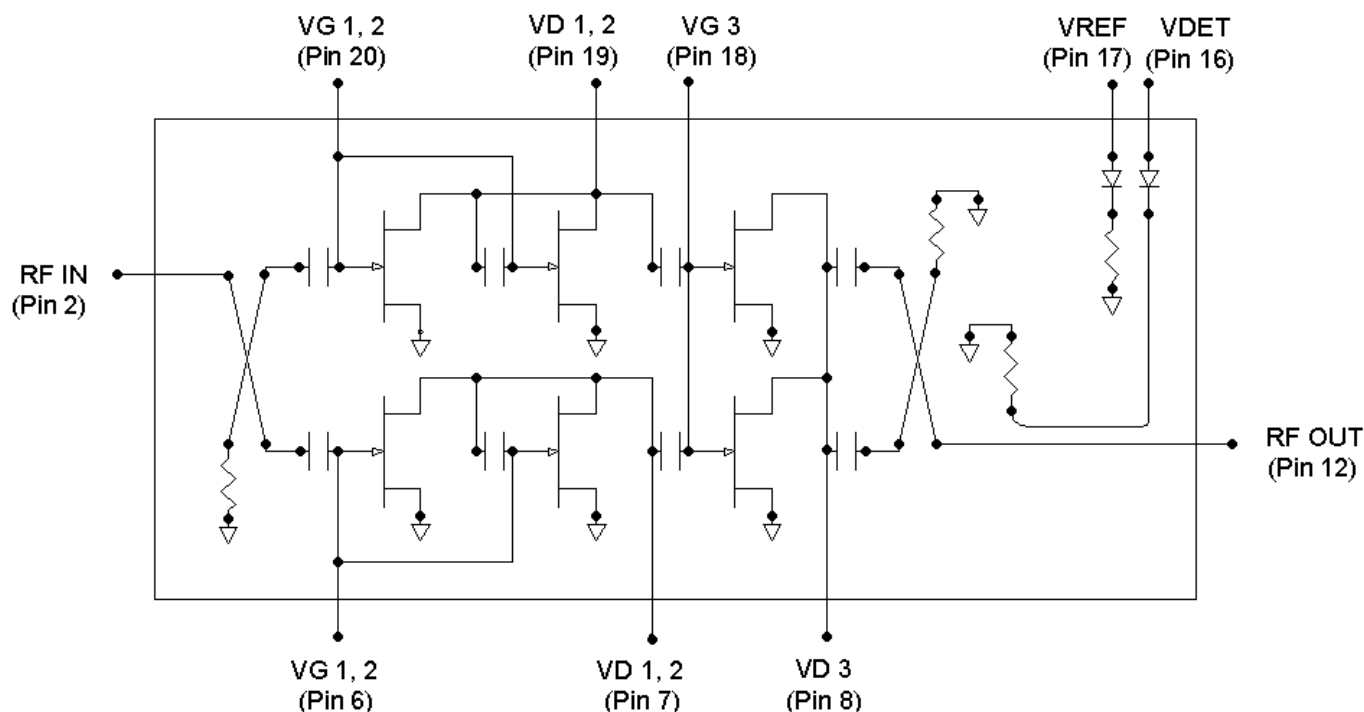 VG 1, 2
(Pin 20)
VD 1, 2
(Pin 19)
VG 3
(Pin 18)
VREF
(Pin 17)
VDET
(Pin 16)
RF IN
(Pin 2)
RF OUT
(Pin 12)
VG 1, 2
(Pin 6)
VD 1, 2
(Pin 7)
VD 3
(Pin 8)